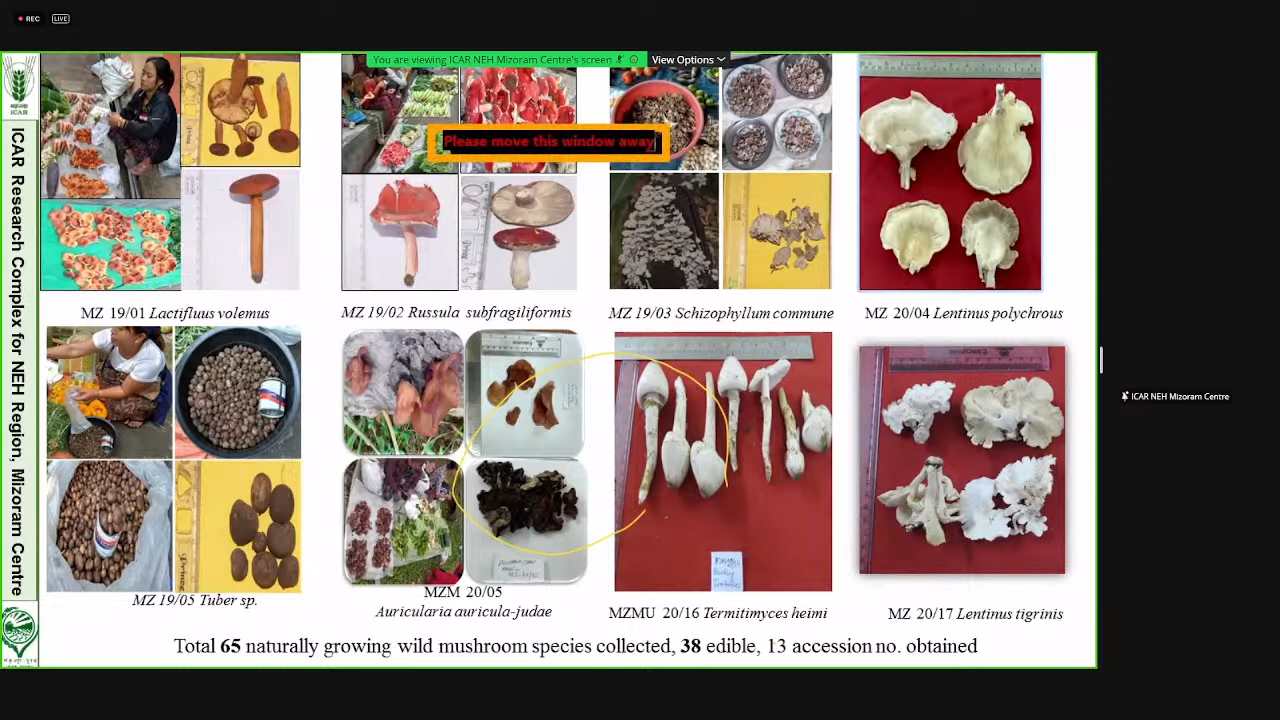 REC
LIVE
You are viewing ICAR NEH Mizoram Centre's screen
View Options
Please move this window away
ICAR
ICAR Research Complex for NEH Region, Mizoram Centre
MZ 19/01 Lactifluus volemus
MZ 19/02 Russula subfragiliformis
MZ 19/03 Schizophyllum commune
MZ 20/04 Lentinus polychrous
ICAR NEH Mizoram Centre
MZ 19/05 Tuber sp.
MZM 20/05
Auricularia auricula-judae
MZMU 20/16 Termitimyces heimi
MZ 20/17 Lentinus tigrinis
Total 65 naturally growing wild mushroom species collected, 38 edible, 13 accession no. obtained